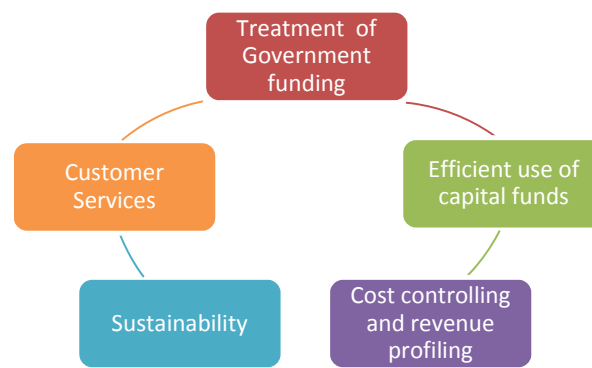 Treatment of
Government
funding
Customer
Services
Efficient use of
capital funds
Sustainability
Cost controlling
and revenue
profiling